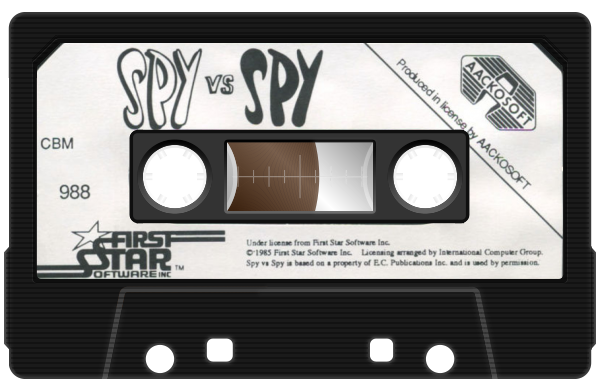 SPY vs SPY
AACKOSOFT
Produced in license by AACKOSOFT
CBM
988
FIRST
STAR
SOFTWARE INC ™
Under license from First Star Software Inc.
© 1985 First Star Software Inc. Licensing arranged by International Computer Group.
Spy vs Spy is based on a property of E.C. Publications Inc. and is used by permission.